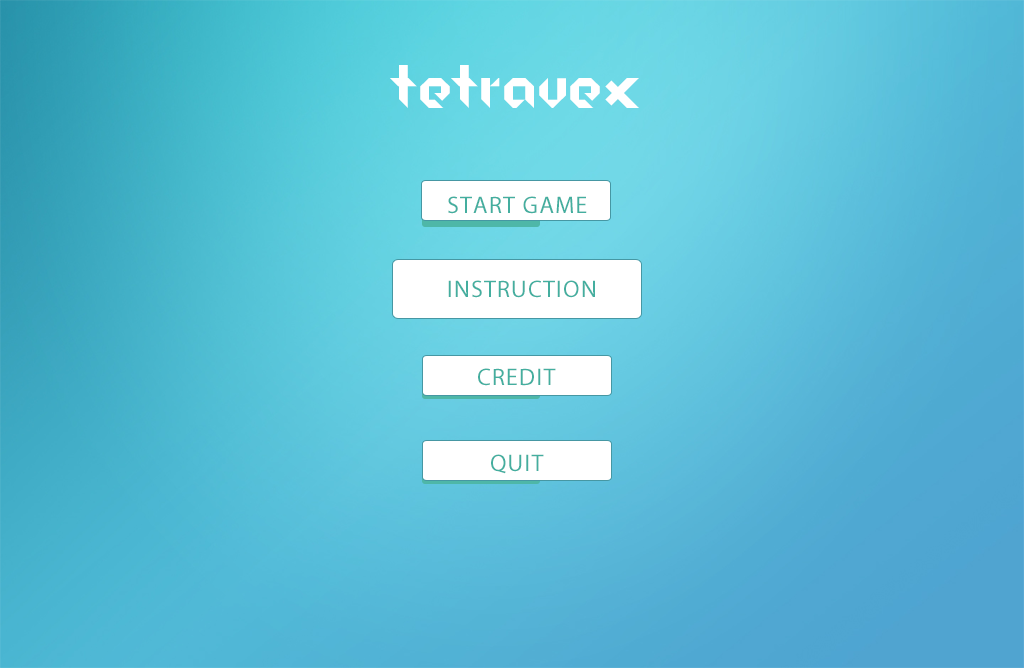 tetravex
START GAME
INSTRUCTION
CREDIT
QUIT